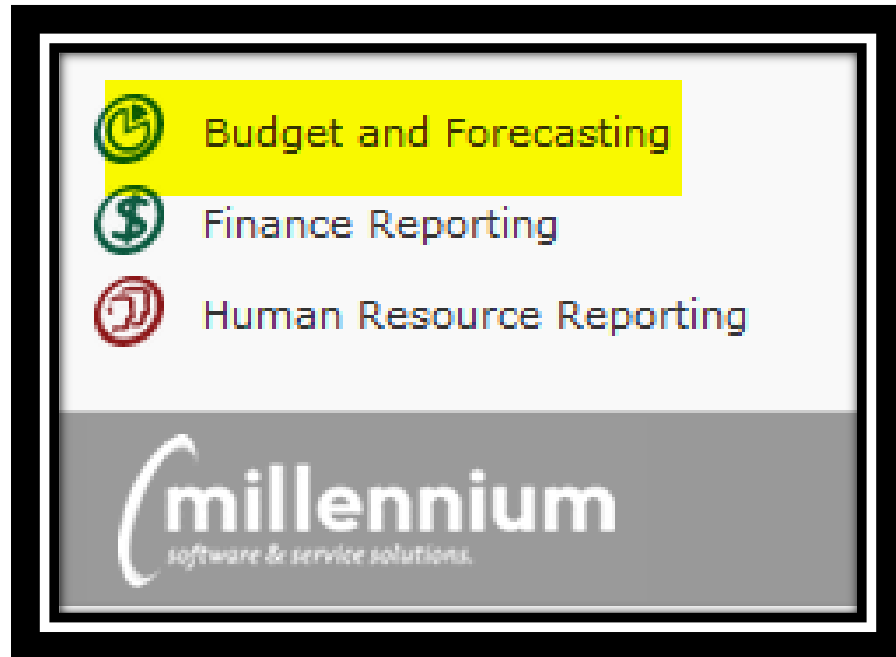 Budget and Forecasting
Finance Reporting
Human Resource Reporting
millennium
software & service solutions.